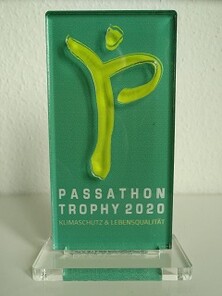 PASSATHON
TROPHY 2020
KLIMASCHUTZ & LEBENSQUALITÄT